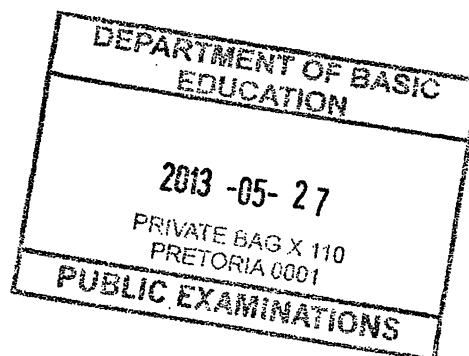 DEPARTMENT OF BASIC
EDUCATION
2013 -05- 27
PRIVATE BAG X 110
PRETORIA 0001
PUBLIC EXAMINATIONS